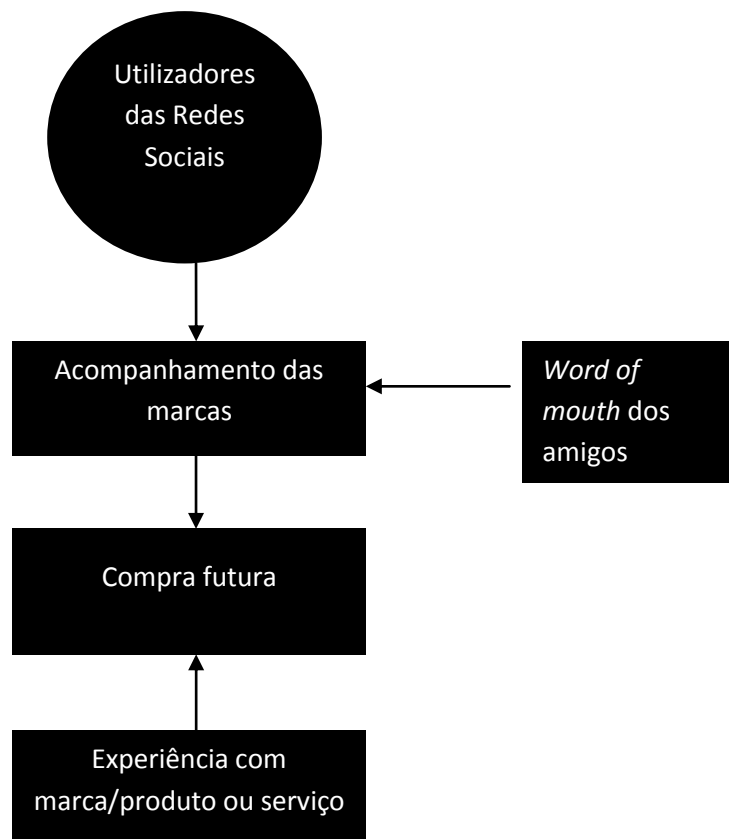 Utilizadores
das Redes
Sociais
Acompanhamento das
marcas
Word of
mouth dos
amigos
Compra futura
Experiência com
marca/produto ou serviço